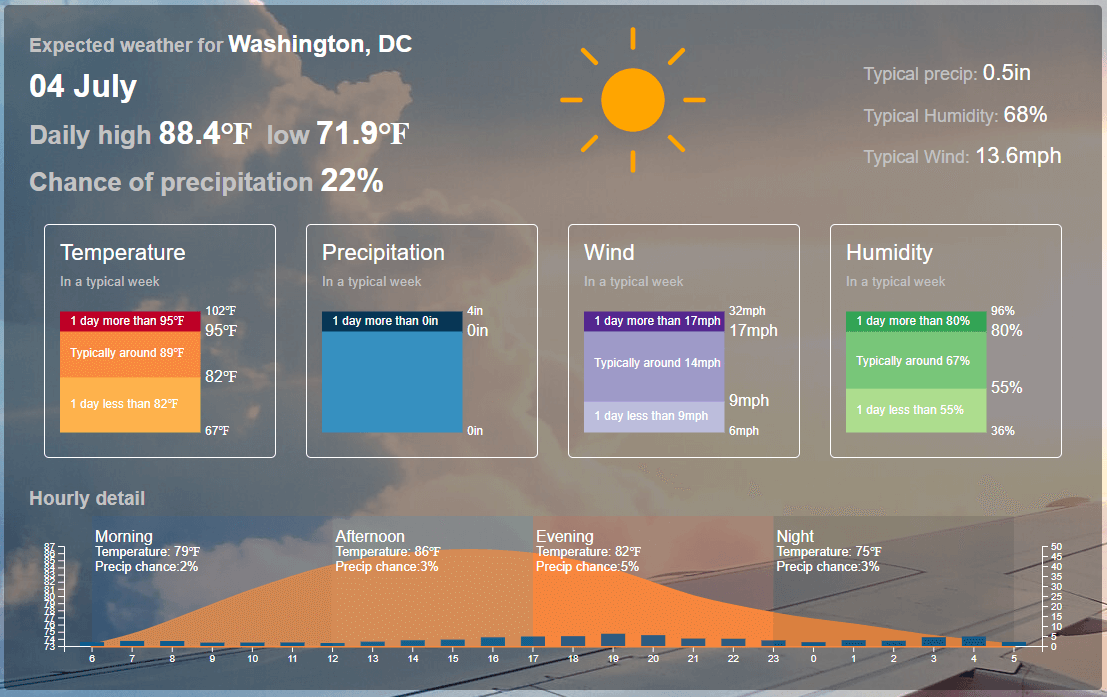 Expected weather for Washington, DC
04 July
Daily high 88.4°F low 71.9°F
Chance of precipitation 22%
Typical precip: 0.5in
Typical Humidity: 68%
Typical Wind: 13.6mph
Temperature
In a typical week
1 day more than 95°F
Typically around 89°F
1 day less than 82°F
102°F
95°F
82°F
67°F
Precipitation
In a typical week
1 day more than 0in
4in
0in
0in
Wind
In a typical week
1 day more than 17mph
Typically around 14mph
1 day less than 9mph
32mph
17mph
9mph
6mph
Humidity
In a typical week
1 day more than 80%
Typically around 67%
1 day less than 55%
96%
80%
55%
36%
Hourly detail
Morning
Temperature: 79°F
Precip chance:2%
Afternoon
Temperature: 86°F
Precip chance:3%
Evening
Temperature: 82°F
Precip chance:5%
Night
Temperature: 75°F
Precip chance:3%
87
86
85
84
83
82
81
80
79
78
77
76
75
74
73
50
45
40
35
30
25
20
15
10
5
0
6 7 8 9 10 11 12 13 14 15 16 17 18 19 20 21 22 23 0 1 2 3 4 5